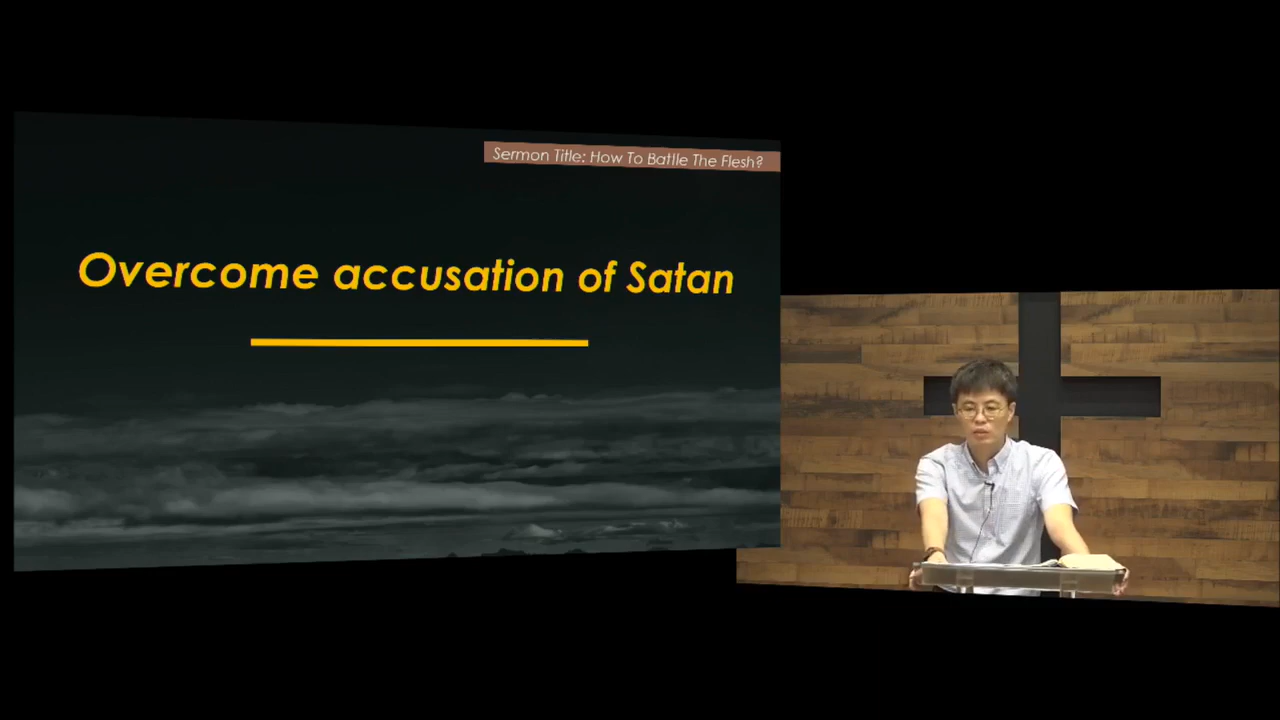 Sermon Title: How To Battle The Flesh?
Overcome accusation of Satan